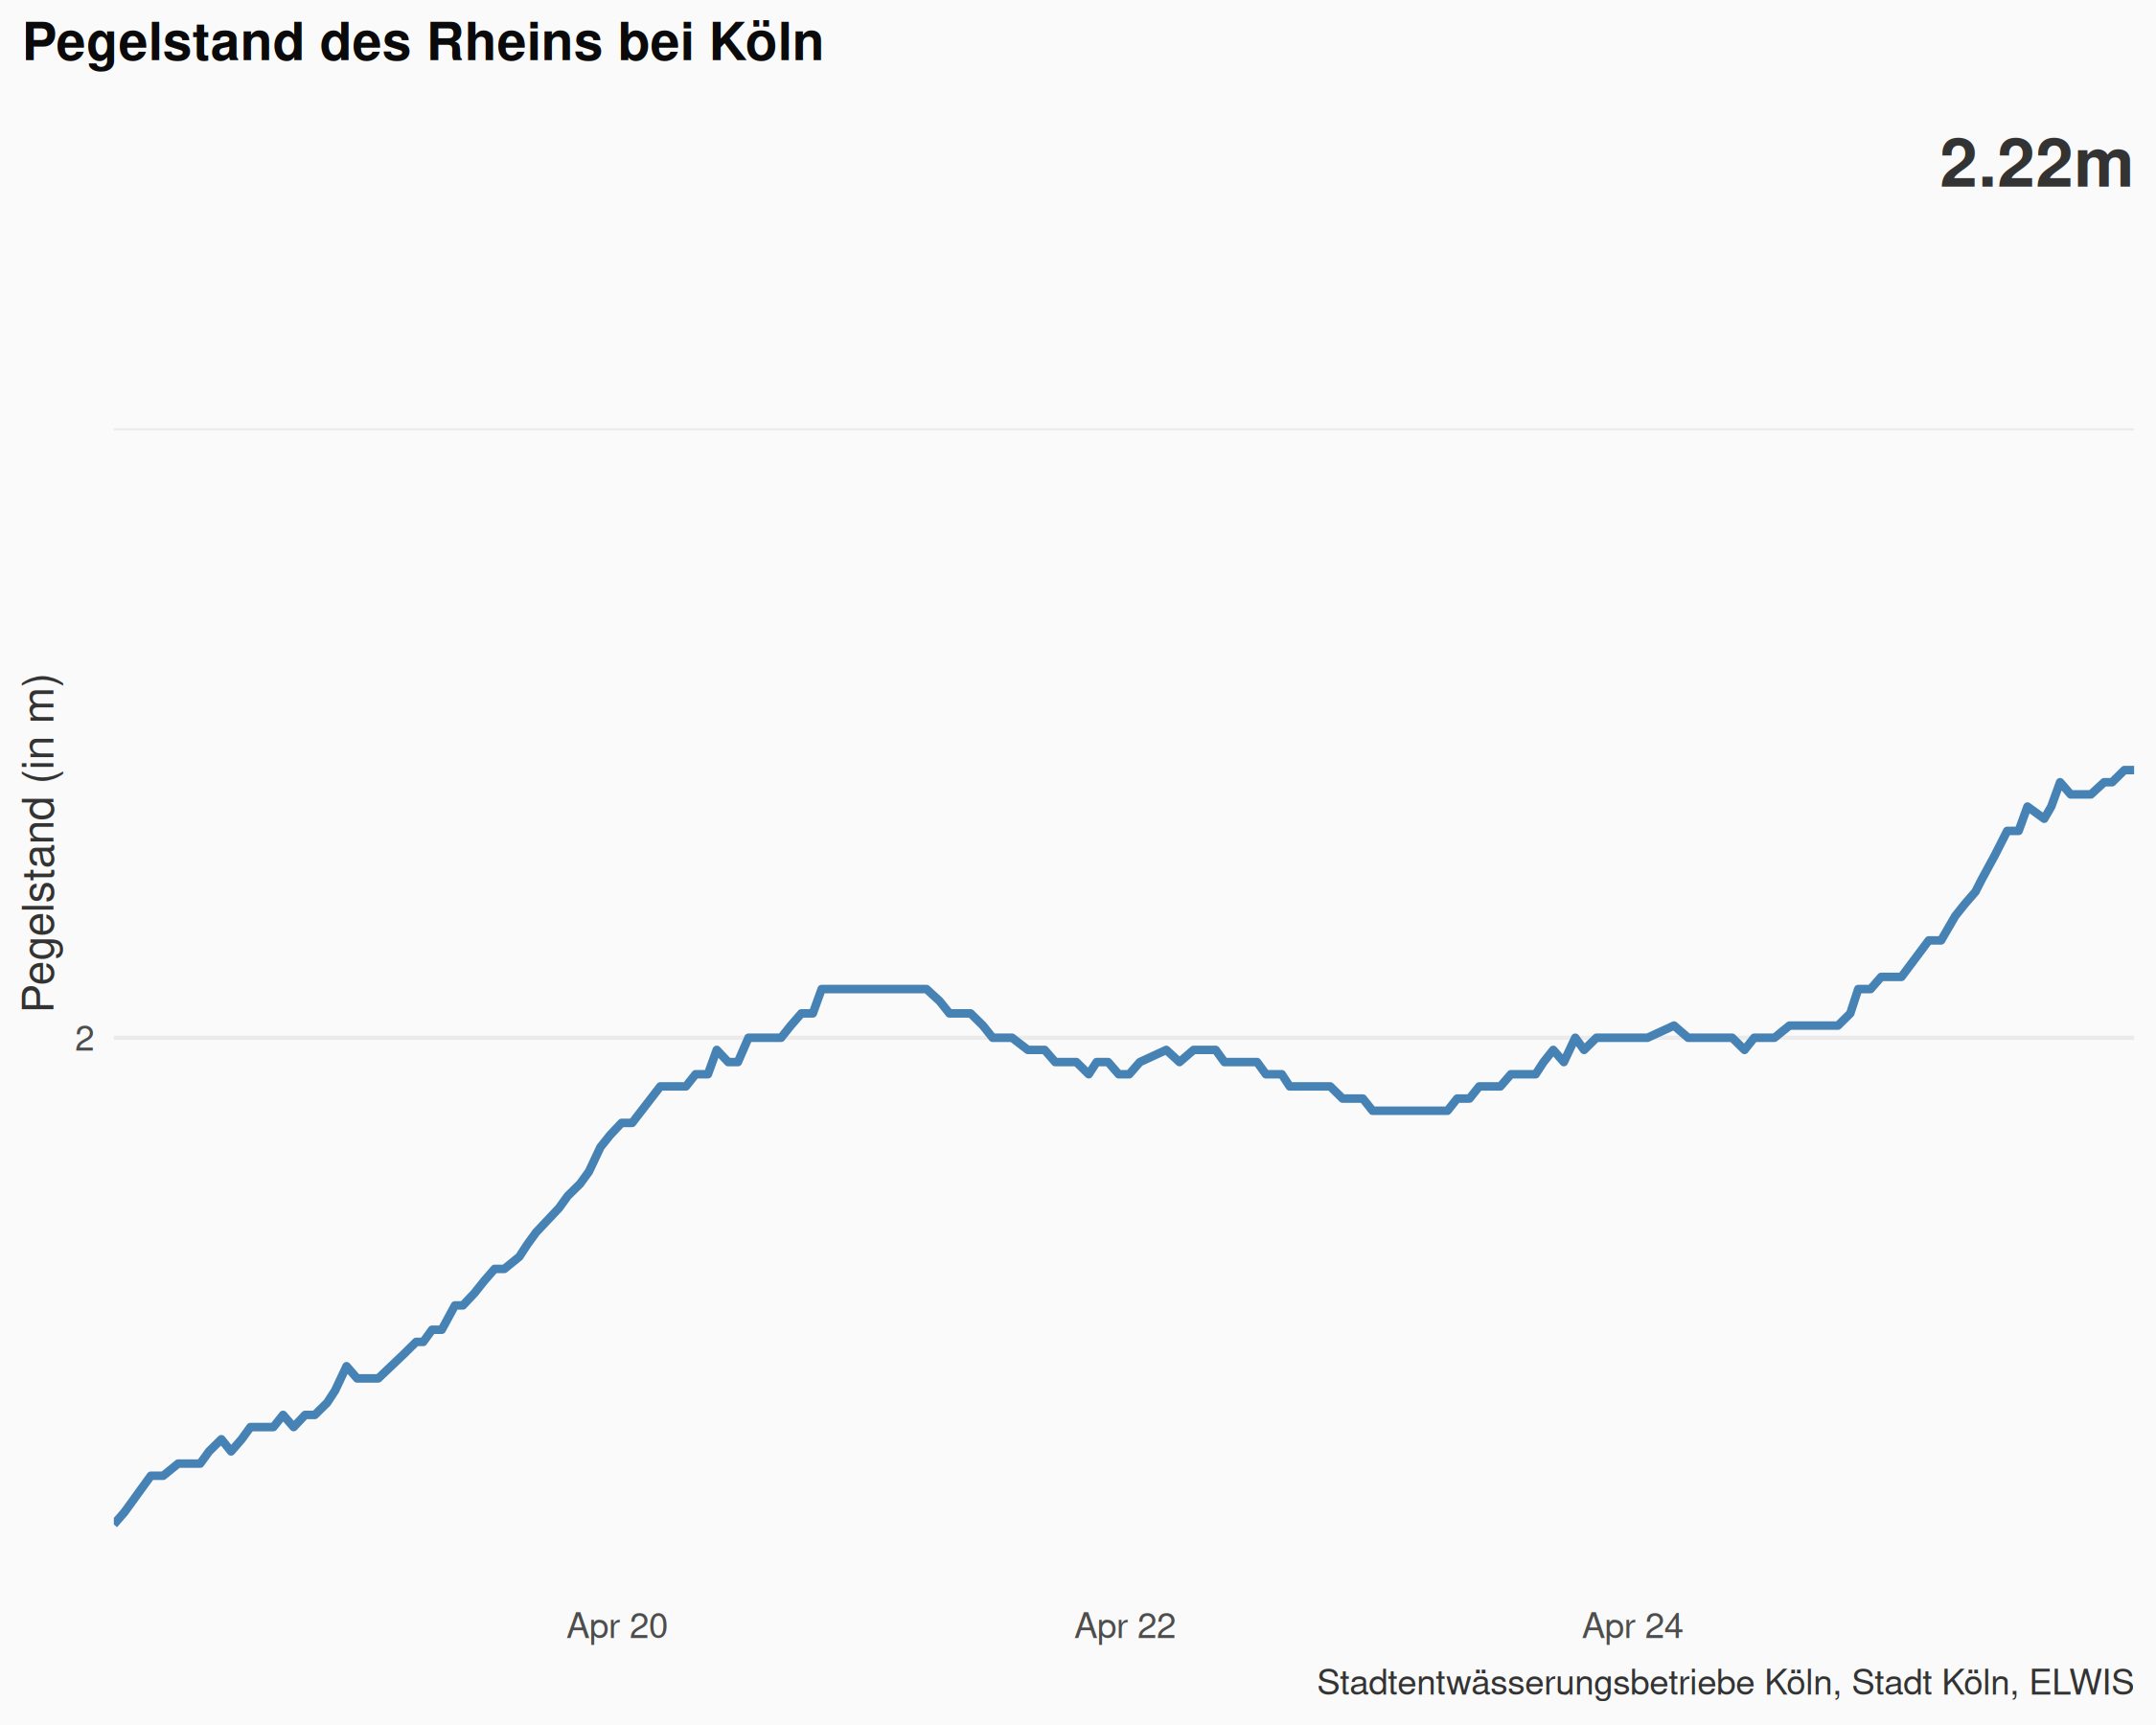 Pegelstand des Rheins bei Köln
2.22m
Pegelstand (in m)
2
Apr 20
Apr 22
Apr 24
Stadtentwässerungsbetriebe Köln, Stadt Köln, ELWIS